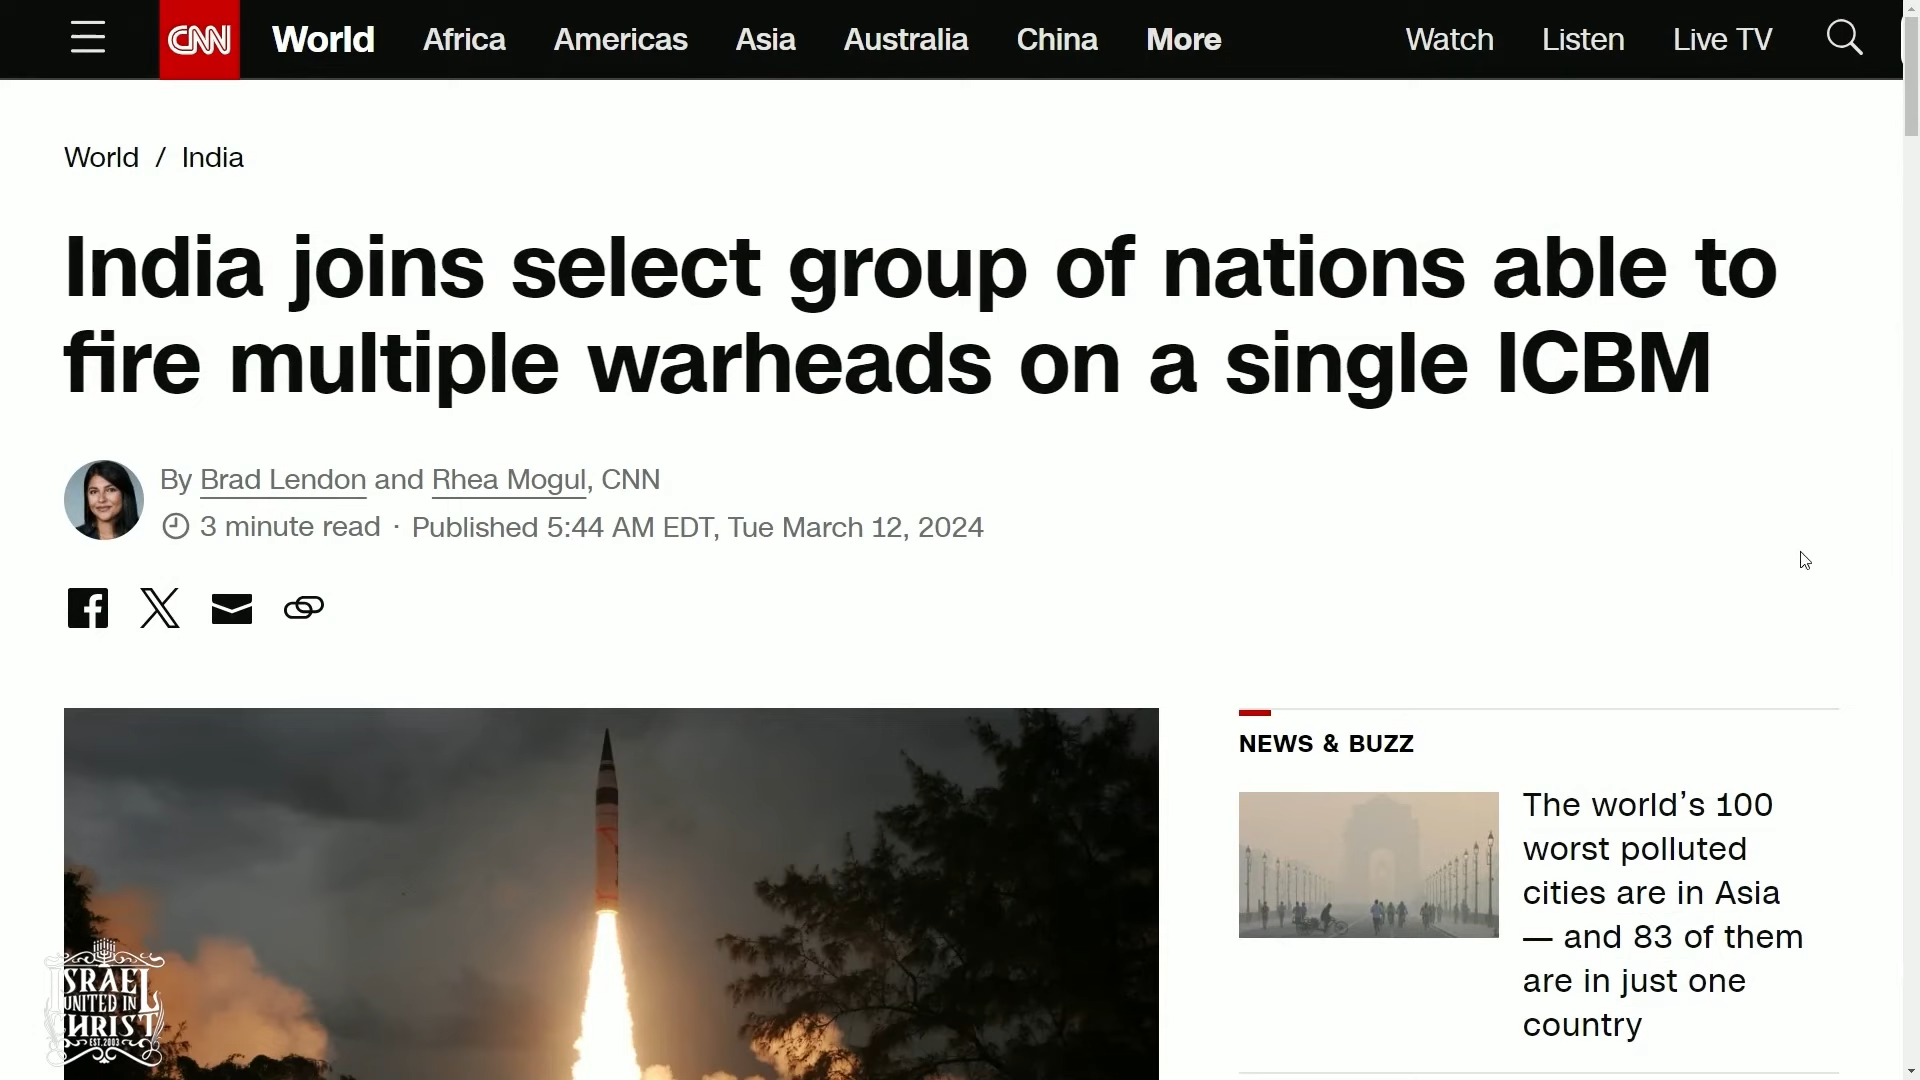 CNN World Africa Americas Asia Australia China More Watch Listen Live TV
World / India
India joins select group of nations able to
fire multiple warheads on a single ICBM
By Brad Lendon and Rhea Mogul, CNN
3 minute read · Published 5:44 AM EDT, Tue March 12, 2024
NEWS & BUZZ
The world’s 100
worst polluted
cities are in Asia
— and 83 of them
are in just one
country
ISRAEL
UNITED IN
CHRIST
EST. 2003